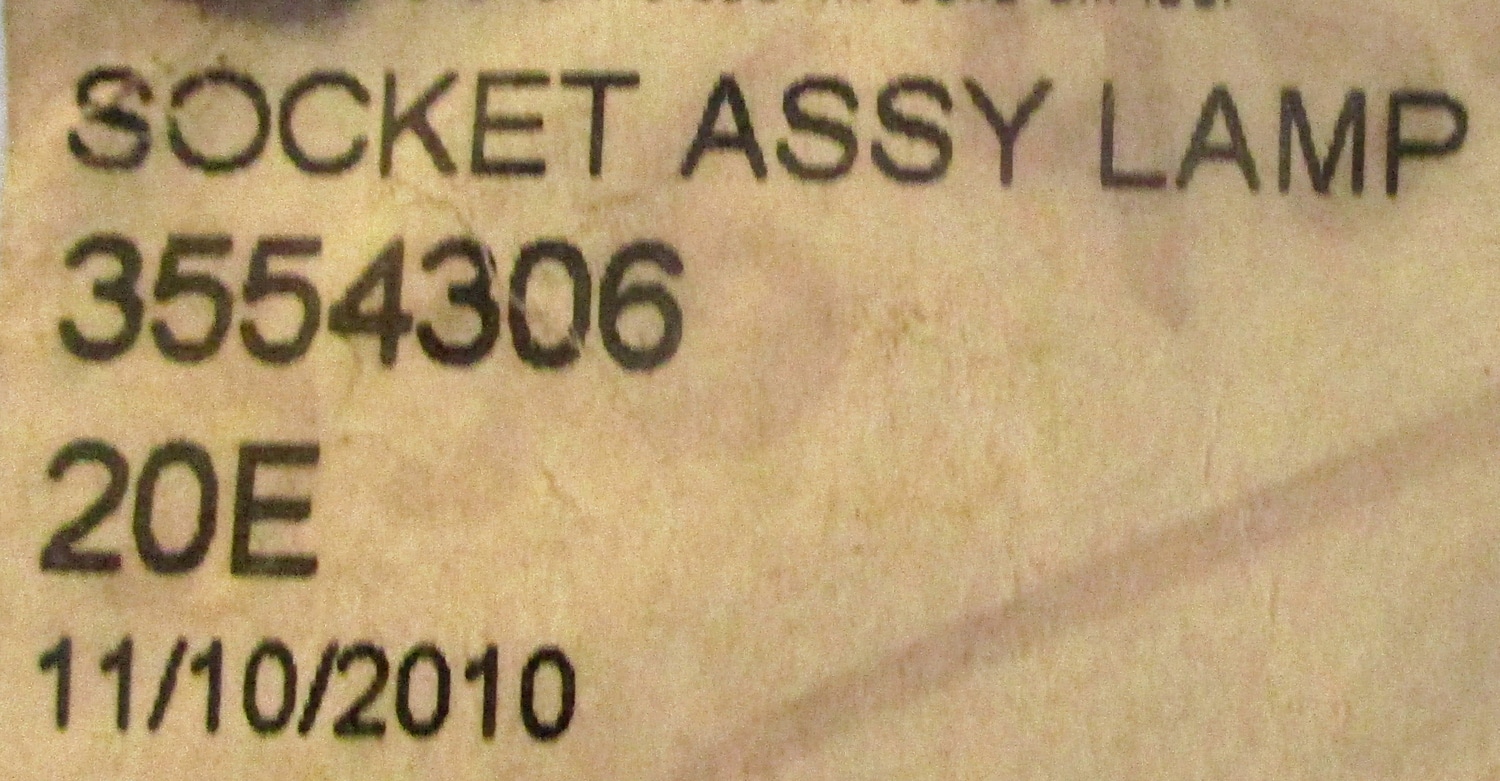 SOCKET ASSY LAMP
3554306
20E
11/10/2010